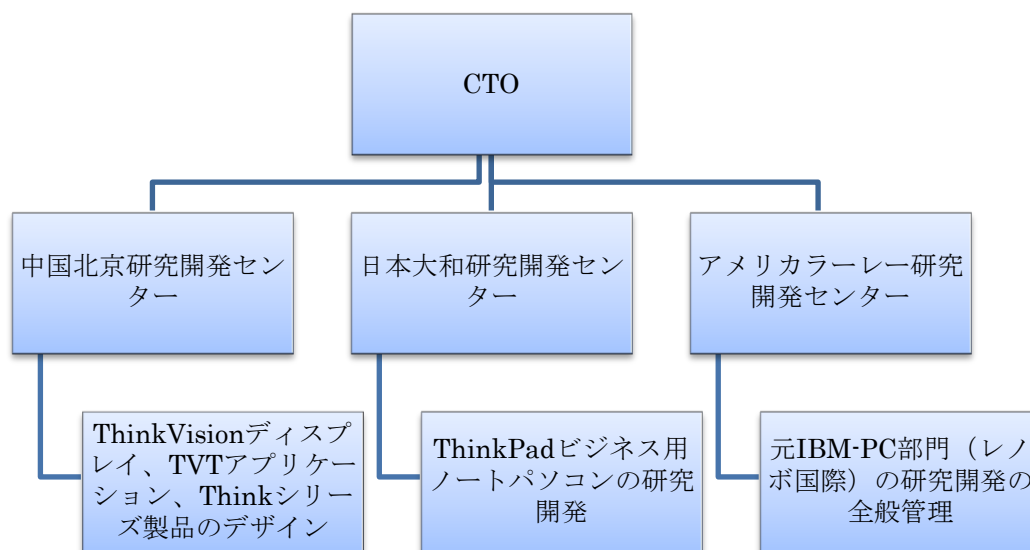 CTO
中国北京研究開発セン
ター
日本大和研究開発セン
ター
アメリカラーレー研究
開発センター
ThinkVisionディスプ
レイ、TVTアプリケー
ション、Thinkシリー
ズ製品のデザイン
ThinkPadビジネス用
ノートパソコンの研究
開発
元IBM-PC部門（レノ
ボ国際）の研究開発の
全般管理